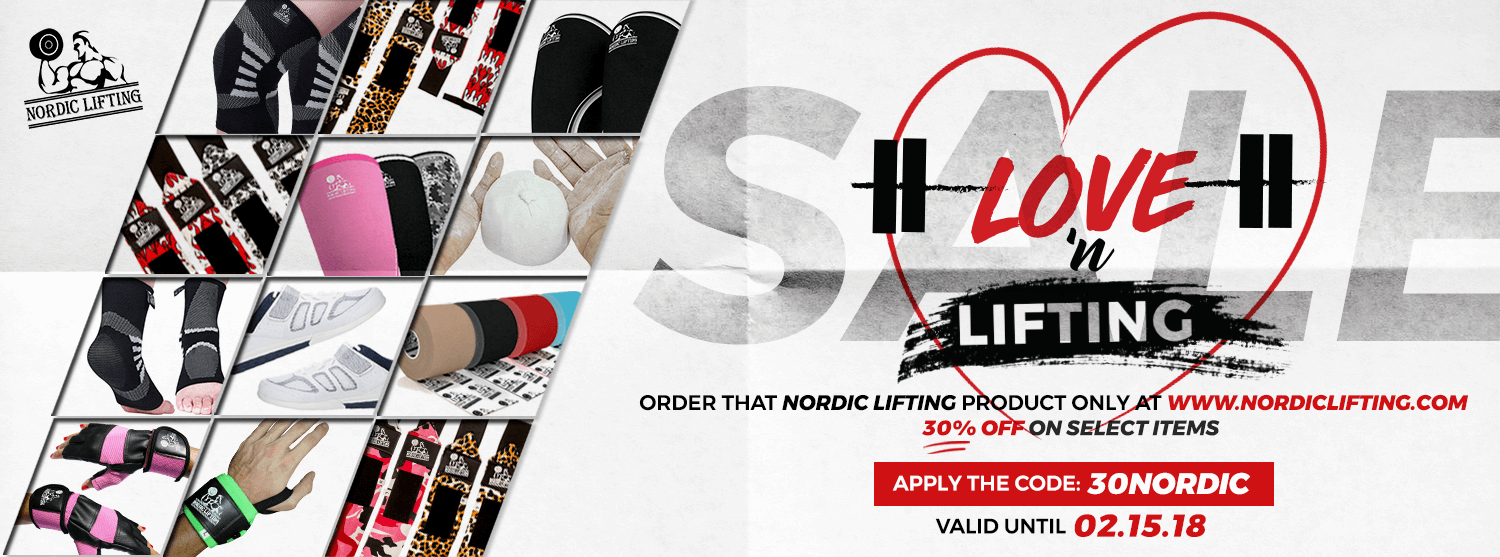 NORDIC LIFTING
SALE
LOVE
'n
LIFTING
ORDER THAT NORDIC LIFTING PRODUCT ONLY AT WWW.NORDICLIFTING.COM
30% OFF ON SELECT ITEMS
APPLY THE CODE: 30NORDIC
VALID UNTIL 02.15.18